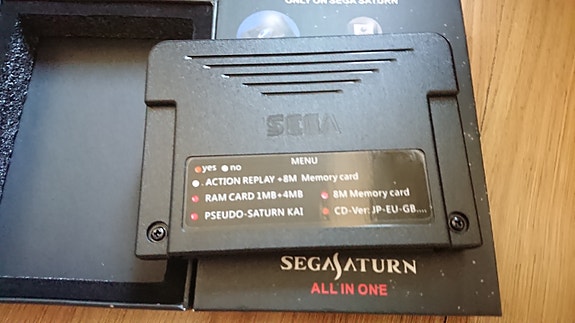 ONLY ON SEGA SATURN
SEGA
MENU
yes no
ACTION REPLAY +8M Memory card
RAM CARD 1MB+4MB 8M Memory card
PSEUDO-SATURN KAI CD-Ver: JP-EU-GB....
SEGA SATURN
ALL IN ONE